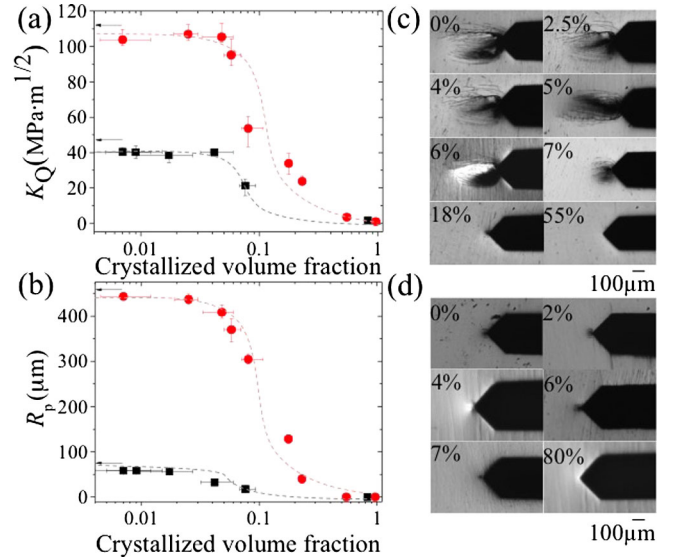 (a)
120
100
80
60
40
20
0
K_Q(MPa·m^1/2)
0.01 0.1 1
Crystallized volume fraction
(b)
400
300
200
100
0
R_p(μm)
0.01 0.1 1
Crystallized volume fraction
(c)
0% 2.5%
4% 5%
6% 7%
18% 55%
100μm
(d)
0% 2%
4% 6%
7% 80%
100μm